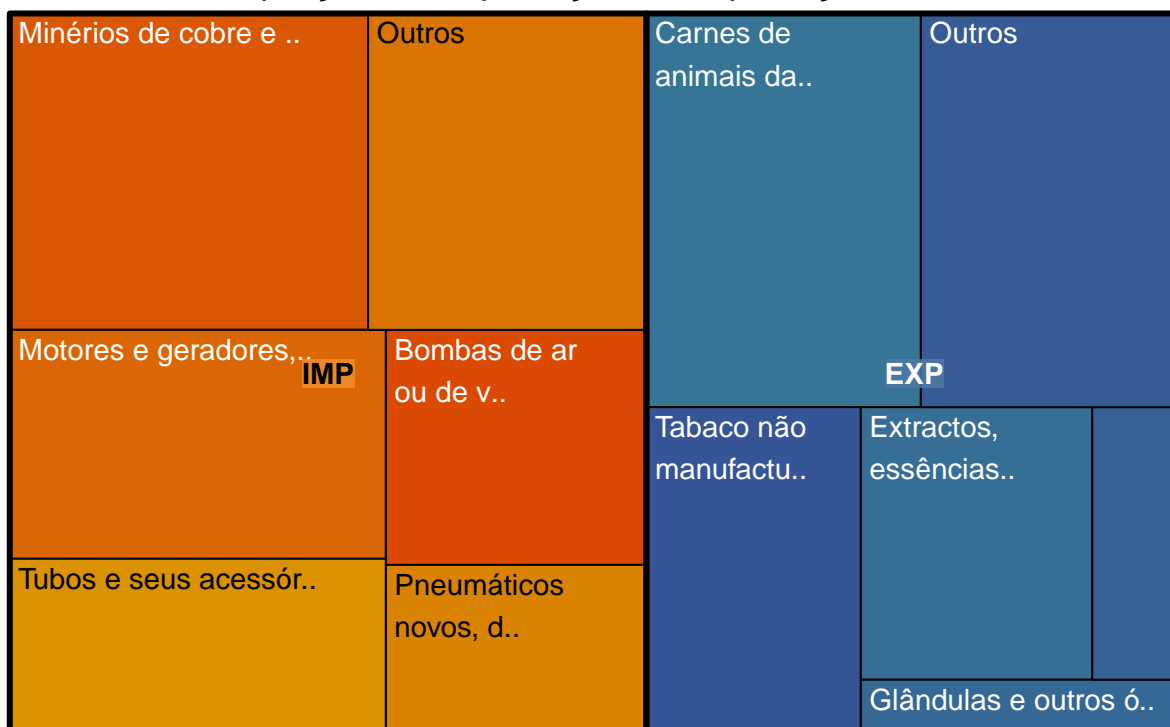 Minérios de cobre e ..
Outros
Motores e geradores,..
IMP
Bombas de ar
ou de v..
Tubos e seus acessór..
Pneumáticos
novos, d..
Carnes de
animais da..
Outros
EXP
Tabaco não
manufactu..
Extractos,
essências..
Glândulas e outros ó..